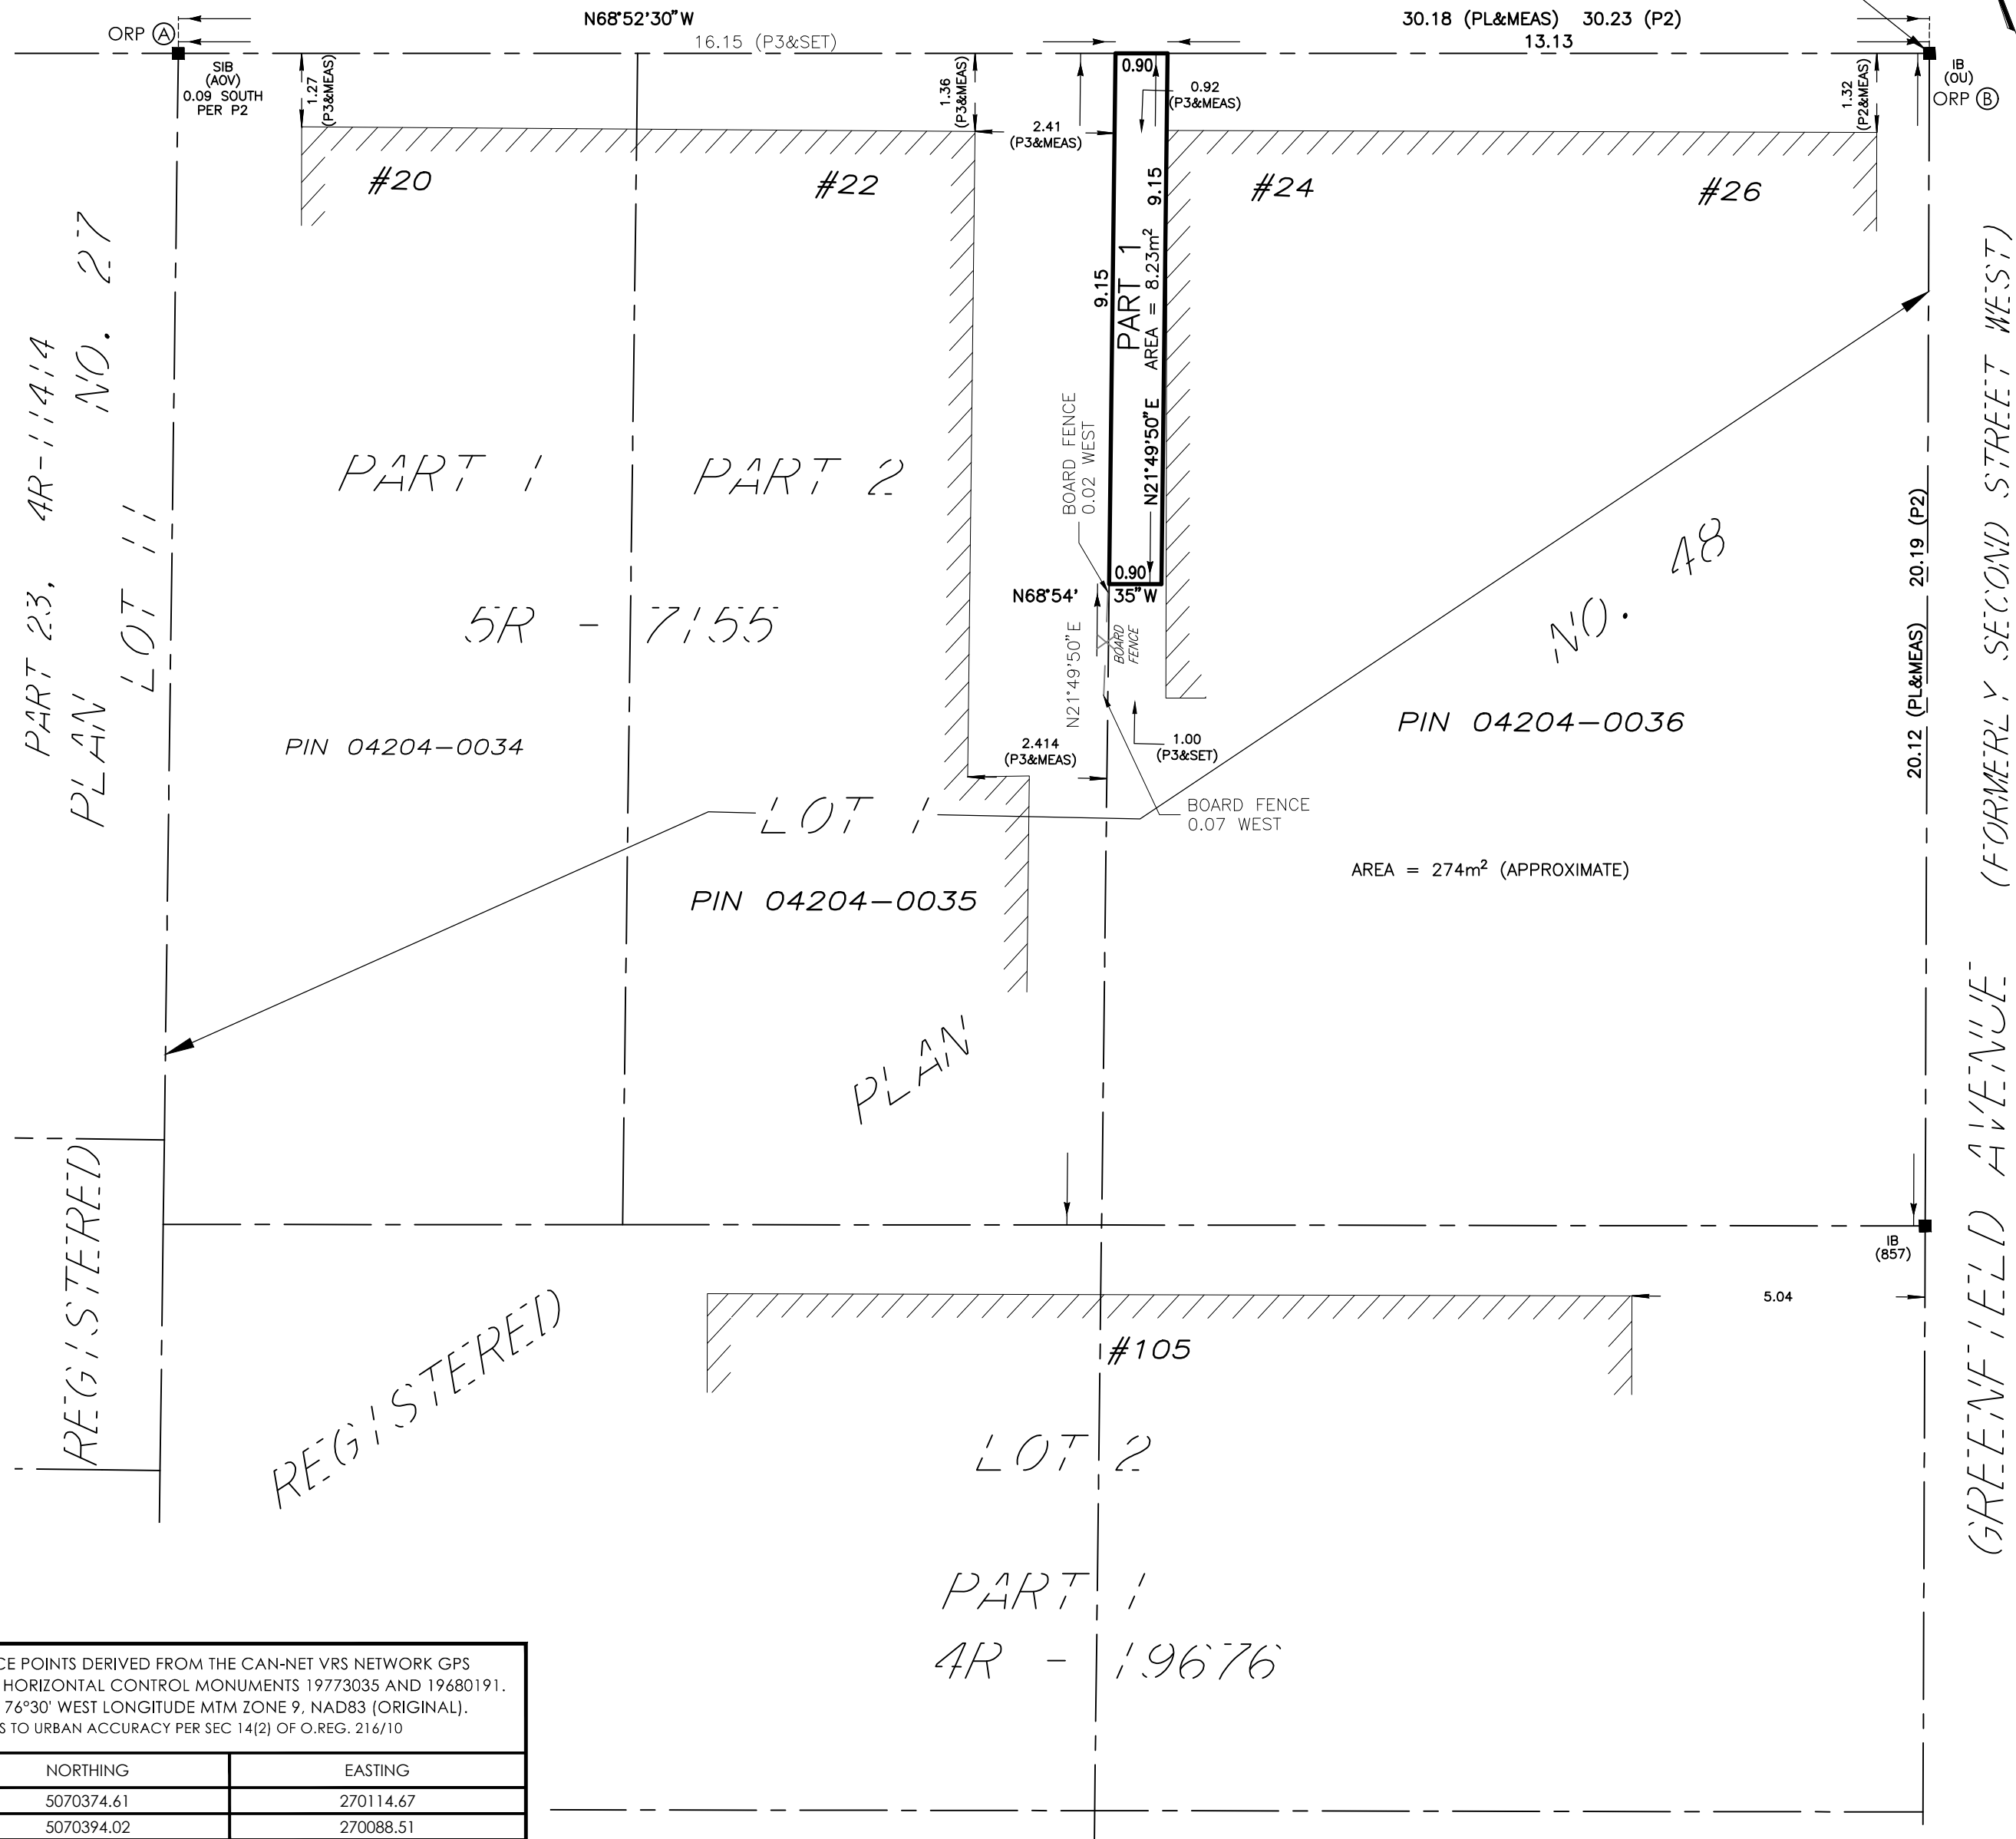 N68°52'30"W
30.18 (PL&MEAS) 30.23 (P2)
ORP A
16.15 (P3&SET)
13.13
SIB
(AOV)
0.09 SOUTH
PER P2
1.27
(P3&MEAS)
1.36
(P3&MEAS)
0.90
0.92
(P3&MEAS)
1.32
(P2&MEAS)
IB
(OU)
ORP B
2.41
(P3&MEAS)
#20
#22
#24
#26
9.15
9.15
PART 1
AREA = 8.23m²
N21°49'50"E
BOARD FENCE
0.02 WEST
0.90
N68°54' 35"W
N21°49'50"E
BOARD
FENCE
PART 23, 4R-11414
PLAN NO. 27
LOT 11
REGISTERED
PART 1
PART 2
5R - 7155
PIN 04204-0034
2.414
(P3&MEAS)
1.00
(P3&SET)
BOARD FENCE
0.07 WEST
LOT 1
PIN 04204-0035
PIN 04204-0036
AREA = 274m² (APPROXIMATE)
REGISTERED PLAN NO. 48
20.12 (PL&MEAS) 20.19 (P2)
GREENFIELD AVENUE (FORMERLY SECOND STREET WEST)
IB
(857)
5.04
#105
LOT 2
PART 1
4R - 19676
CE POINTS DERIVED FROM THE CAN-NET VRS NETWORK GPS
HORIZONTAL CONTROL MONUMENTS 19773035 AND 19680191.
76°30' WEST LONGITUDE MTM ZONE 9, NAD83 (ORIGINAL).
S TO URBAN ACCURACY PER SEC 14(2) OF O.REG. 216/10
NORTHING EASTING
5070374.61 270114.67
5070394.02 270088.51